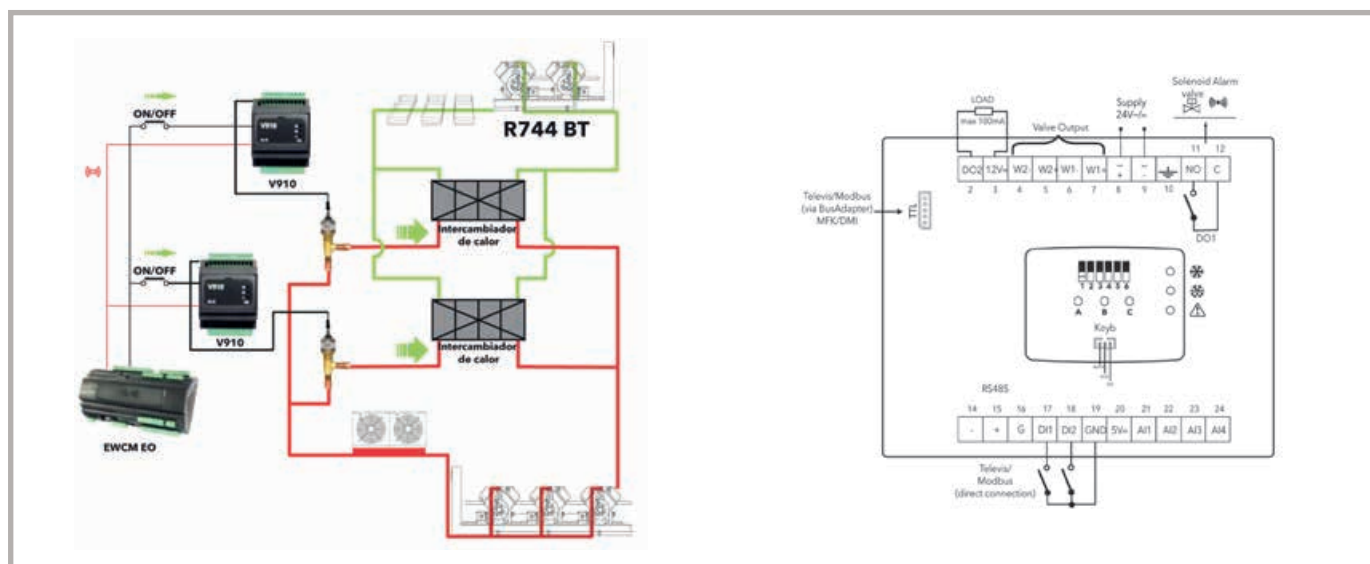 R744 BT
ON/OFF
V910
V910
Intercambiador
de calor
ON/OFF
V910
V910
Intercambiador
de calor
EWCM EO
Solenoid Alarm
valve
LOAD
max 100mA
Supply
24V~/=
Valve Output
11 12
DO2 12V= W2- W2+ W1- W1+ NO C
2 3 4 5 6 7 8 9 10
DO1
Televis/Modbus
(via BusAdapter)
MFK/DMI
TTL
1 2 3 4 5 6
A B C
Keyb
RS485
14 15 16 17 18 19 20 21 22 23 24
- + G DI1 DI2 GND 5V= AI1 AI2 AI3 AI4
Televis/
Modbus
(direct connection)